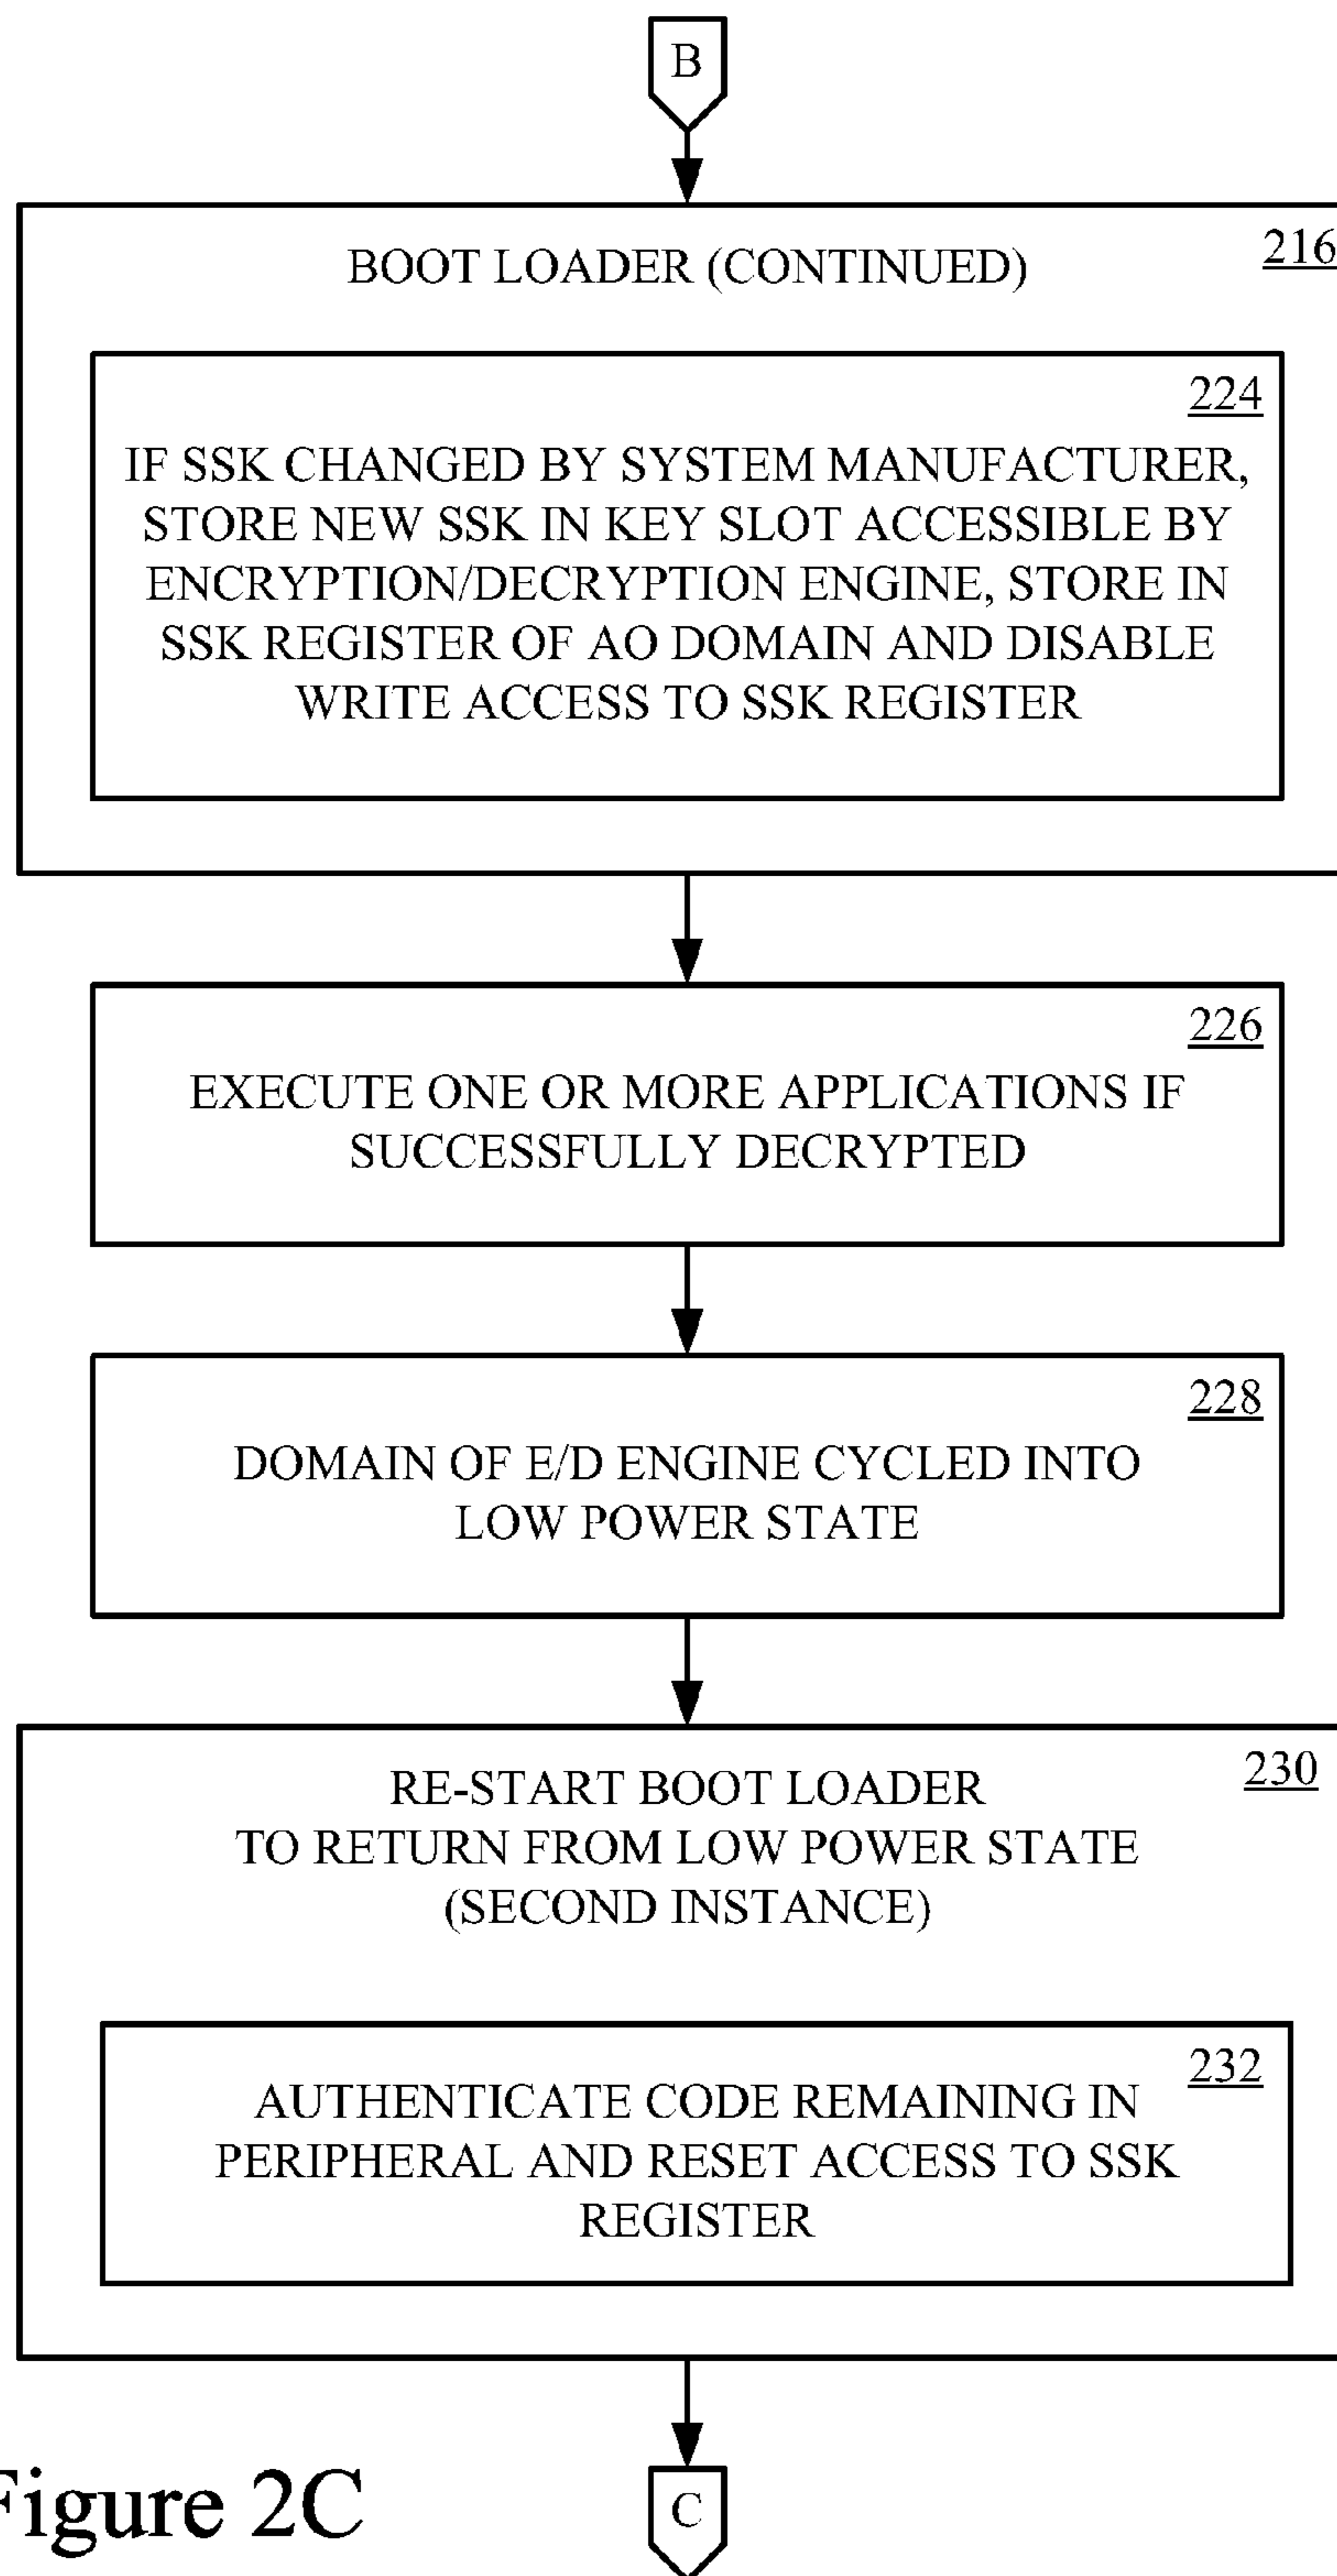 B
BOOT LOADER (CONTINUED)
216
224
IF SSK CHANGED BY SYSTEM MANUFACTURER,
STORE NEW SSK IN KEY SLOT ACCESSIBLE BY
ENCRYPTION/DECRYPTION ENGINE, STORE IN
SSK REGISTER OF AO DOMAIN AND DISABLE
WRITE ACCESS TO SSK REGISTER
226
EXECUTE ONE OR MORE APPLICATIONS IF
SUCCESSFULLY DECRYPTED
228
DOMAIN OF E/D ENGINE CYCLED INTO
LOW POWER STATE
230
RE-START BOOT LOADER
TO RETURN FROM LOW POWER STATE
(SECOND INSTANCE)
232
AUTHENTICATE CODE REMAINING IN
PERIPHERAL AND RESET ACCESS TO SSK
REGISTER
Figure 2C
C